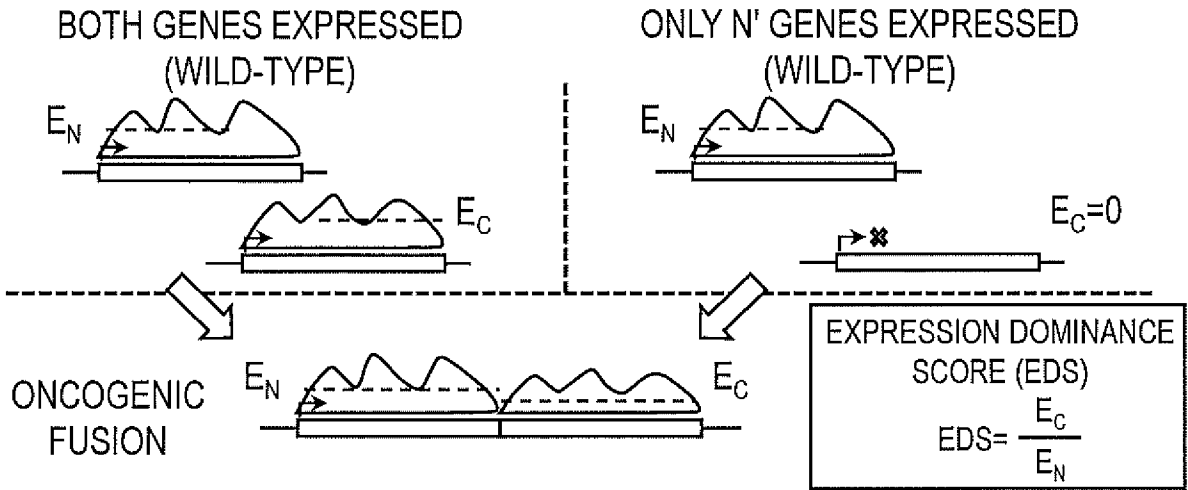 BOTH GENES EXPRESSED
(WILD-TYPE)
E_N
E_C
ONLY N' GENES EXPRESSED
(WILD-TYPE)
E_N
E_C=0
ONCOGENIC
FUSION
E_N
E_C
EXPRESSION DOMINANCE
SCORE (EDS)
EDS= E_C
E_N